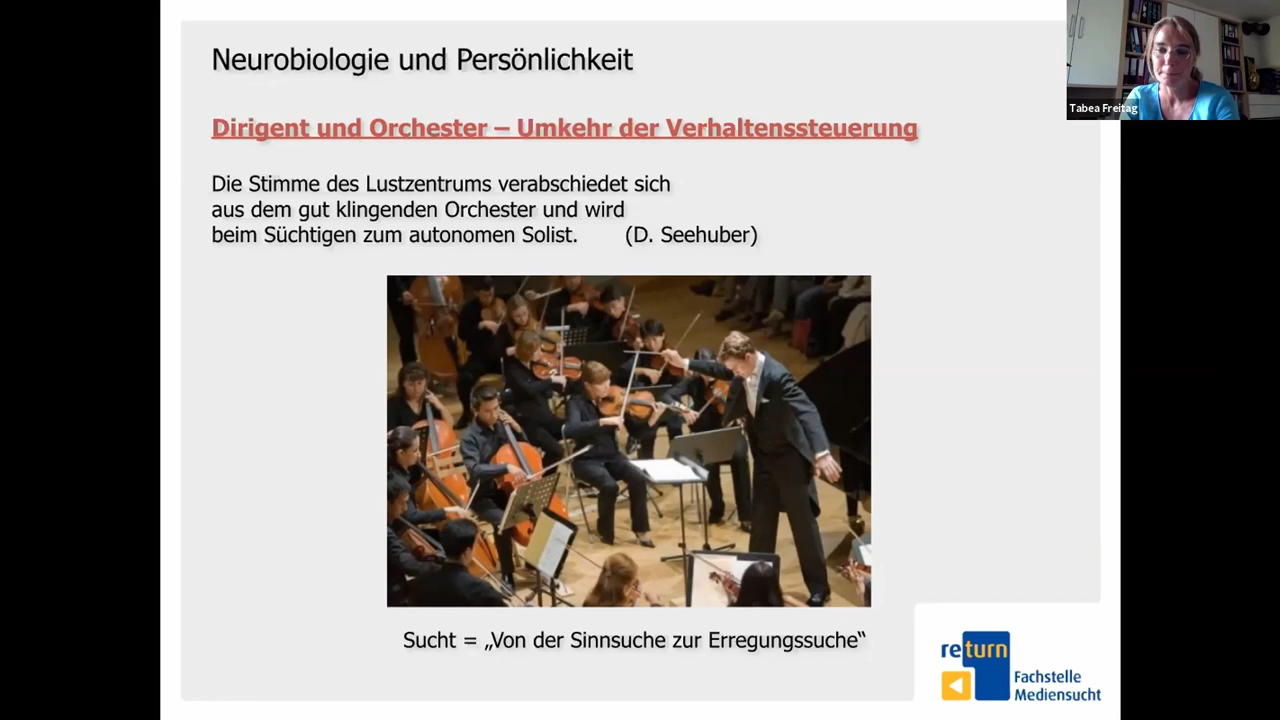 Neurobiologie und Persönlichkeit
Tabea Freitag
Dirigent und Orchester – Umkehr der Verhaltenssteuerung
Die Stimme des Lustzentrums verabschiedet sich
aus dem gut klingenden Orchester und wird
beim Süchtigen zum autonomen Solist. (D. Seehuber)
Sucht = „Von der Sinnsuche zur Erregungssuche“
return
Fachstelle
Mediensucht